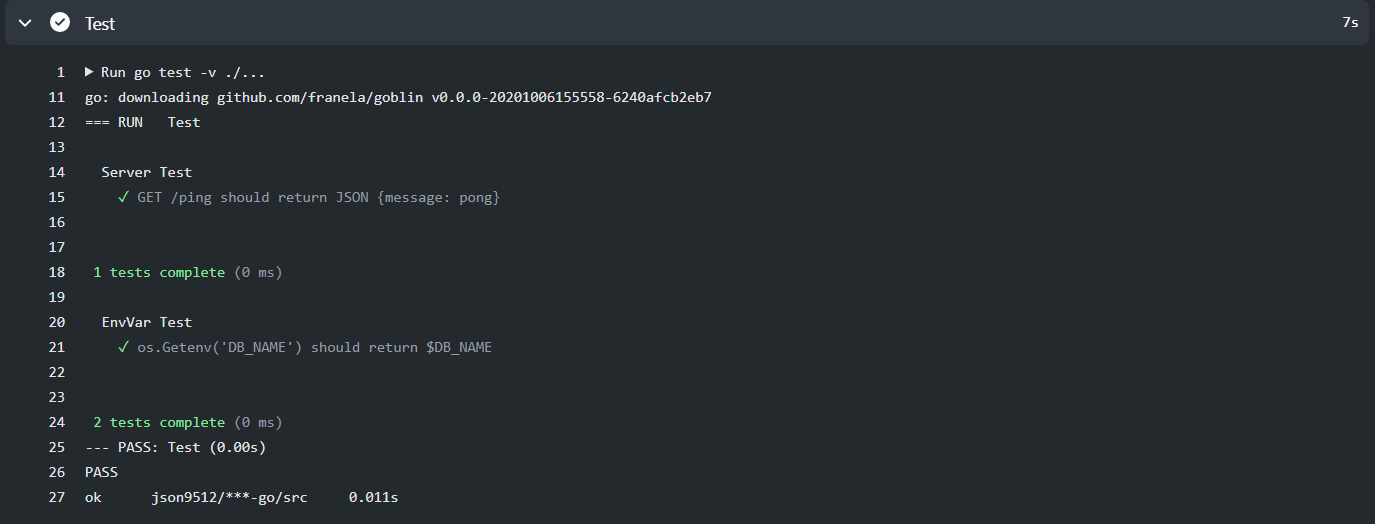 Test 7s
1 Run go test -v ./...
11 go: downloading github.com/franela/goblin v0.0.0-20201006155558-6240afcb2eb7
12 === RUN   Test
13
14 Server Test
15 ✓ GET /ping should return JSON {message: pong}
16
17
18 1 tests complete (0 ms)
19
20 EnvVar Test
21 ✓ os.Getenv('DB_NAME') should return $DB_NAME
22
23
24 2 tests complete (0 ms)
25 --- PASS: Test (0.00s)
26 PASS
27 ok json9512/***-go/src 0.011s